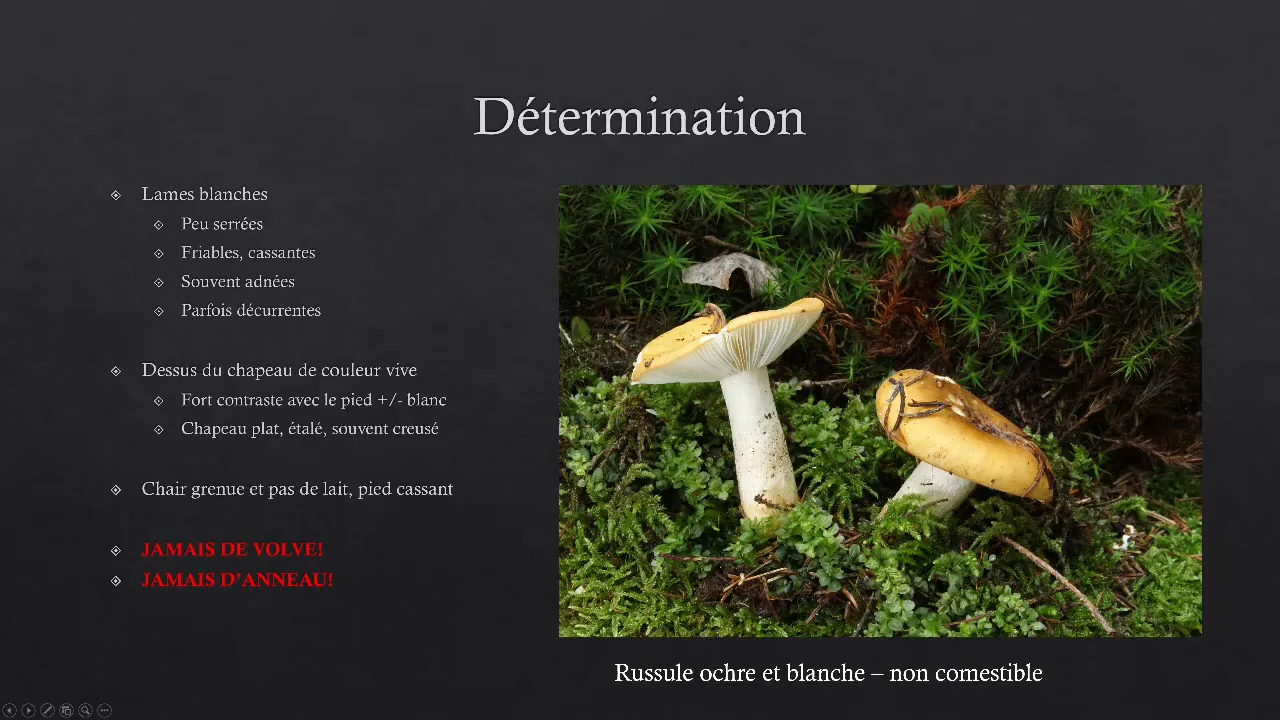 Détermination
Lames blanches
Peu serrées
Friables, cassantes
Souvent adnées
Parfois décurrentes
Dessus du chapeau de couleur vive
Fort contraste avec le pied +/- blanc
Chapeau plat, étalé, souvent creusé
Chair grenue et pas de lait, pied cassant
JAMAIS DE VOLVE!
JAMAIS D’ANNEAU!
Russule ochre et blanche – non comestible